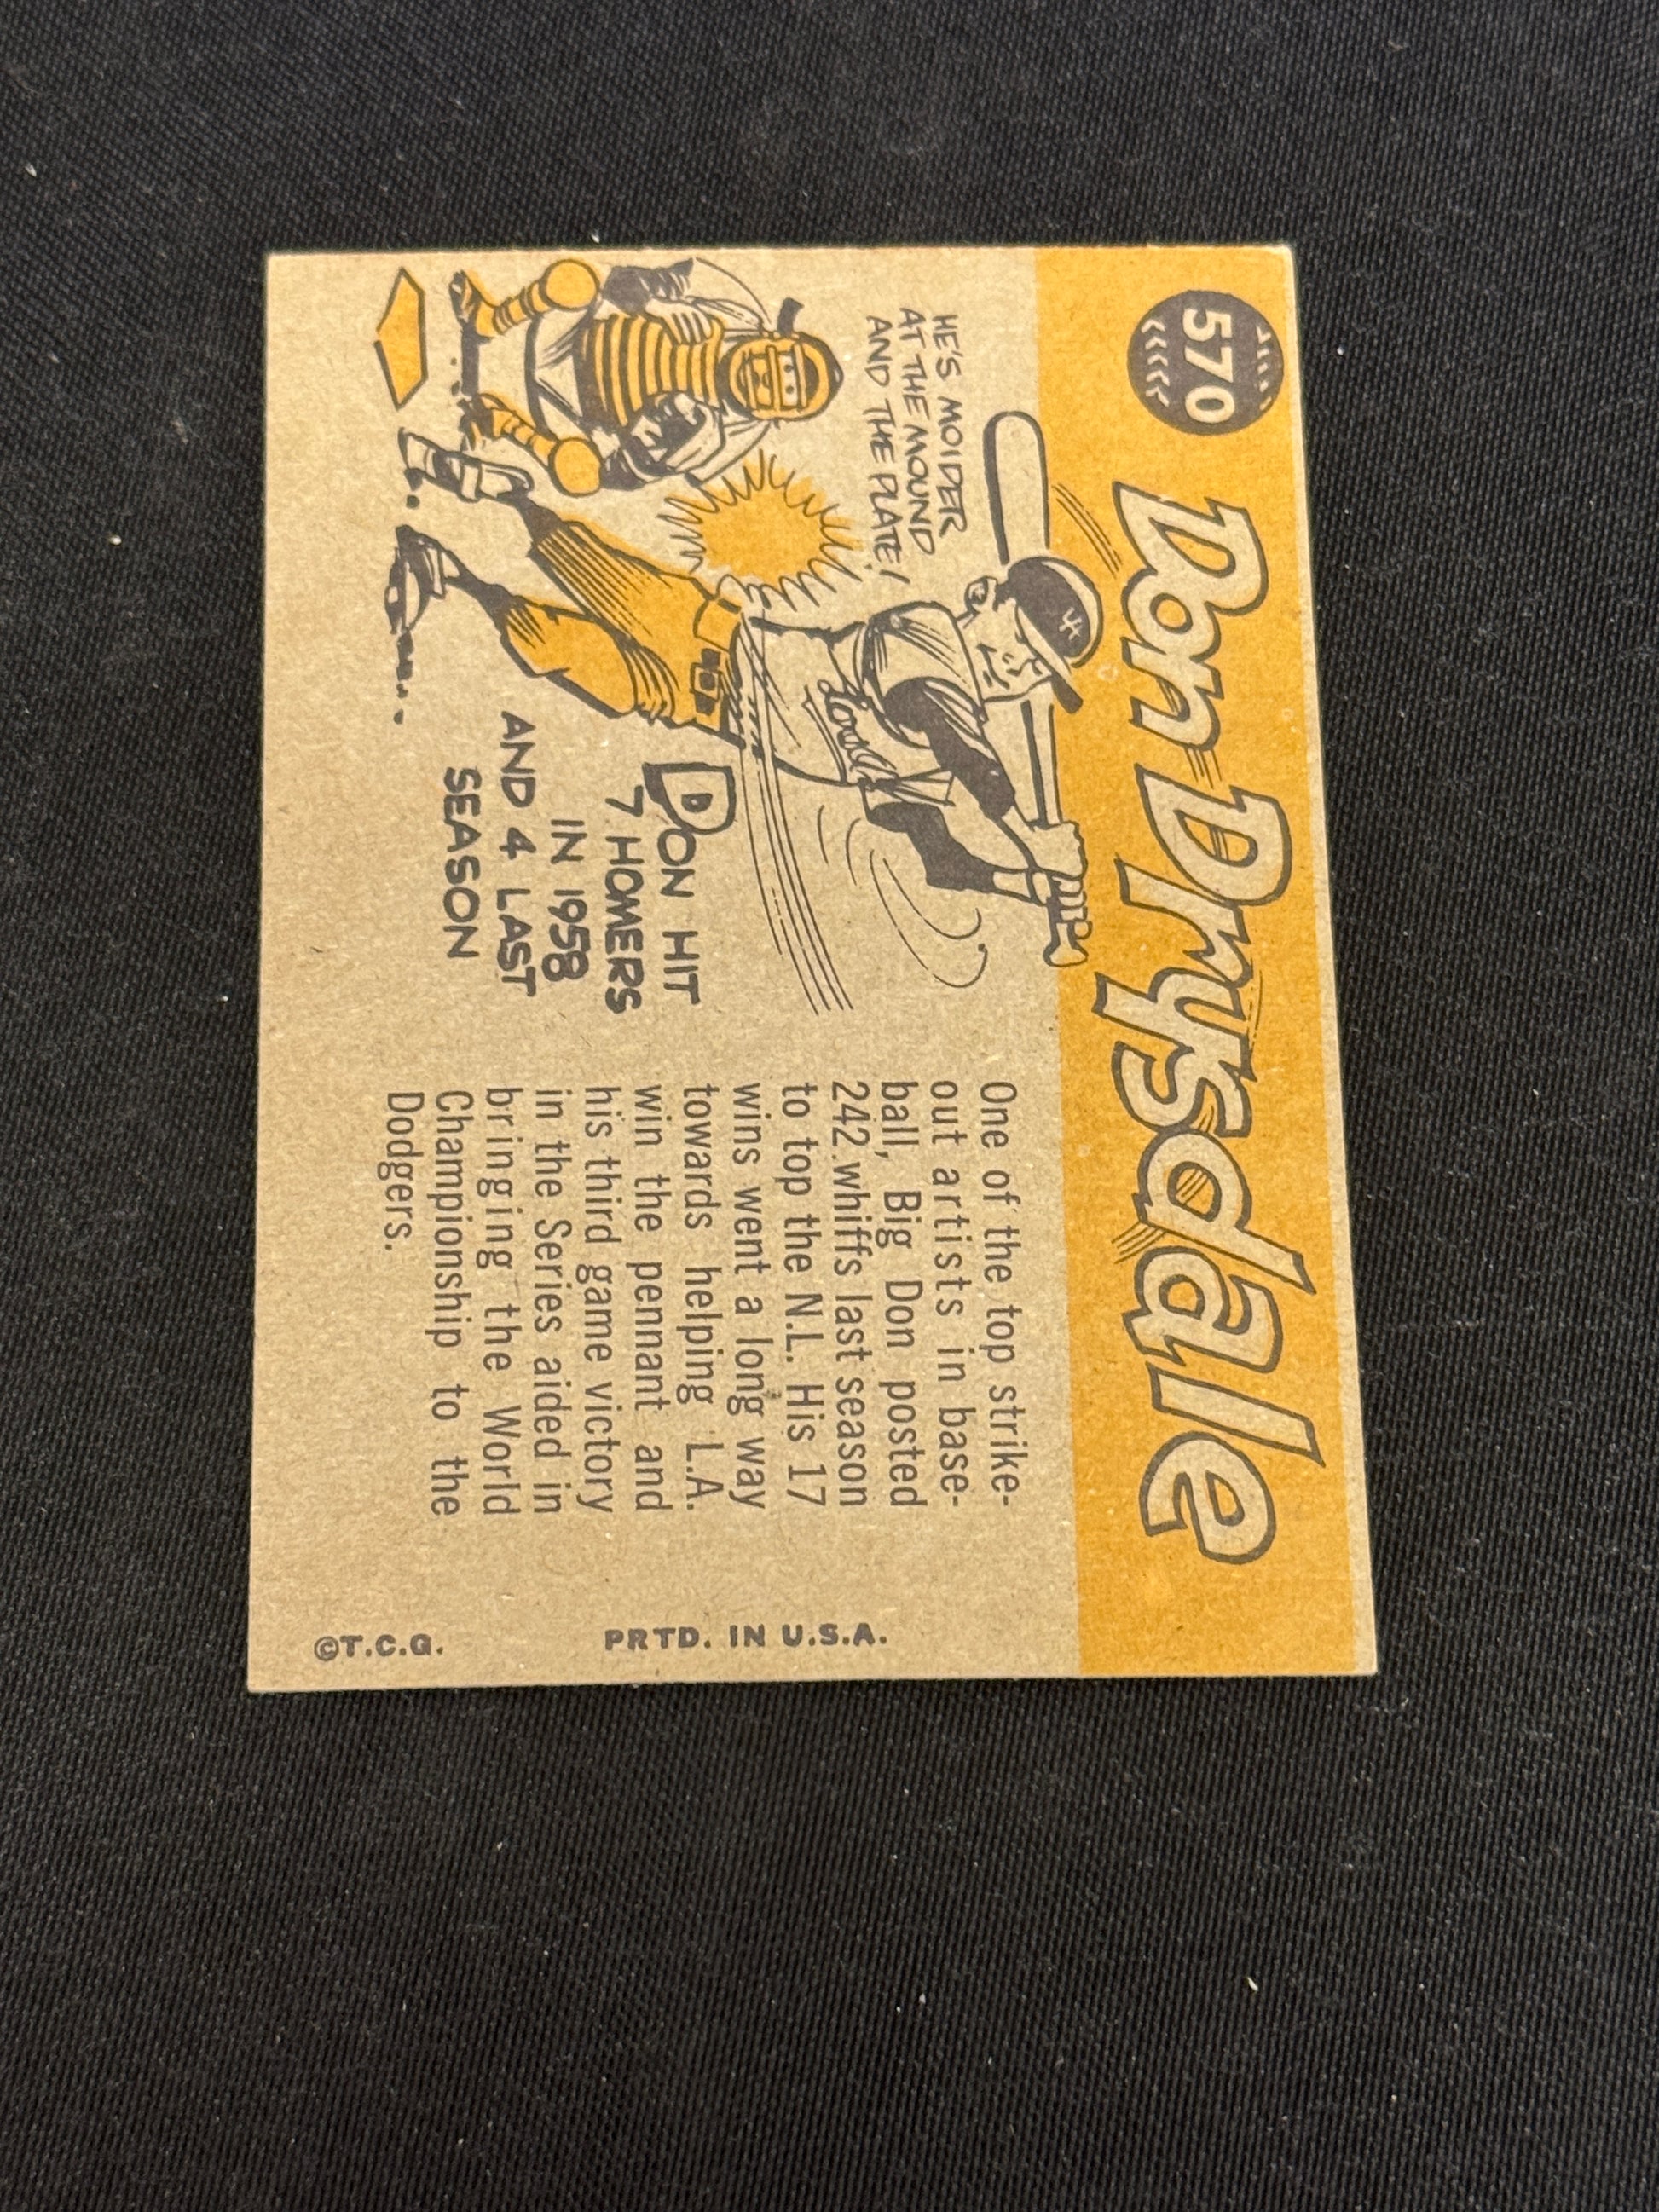 570
Don Drysdale
HE'S MOIDER
AT THE MOUND
AND THE PLATE!
LA
DON HIT
7 HOMERS
IN 1958
AND 4 LAST
SEASON
One of the top strike-
out artists in base-
ball, Big Don posted
242 whiffs last season
to top the N.L. His 17
wins went a long way
towards helping L.A.
win the pennant and
his third game victory
in the Series aided in
bringing the World
Championship to the
Dodgers.
©T.C.G.
PRTD. IN U.S.A.